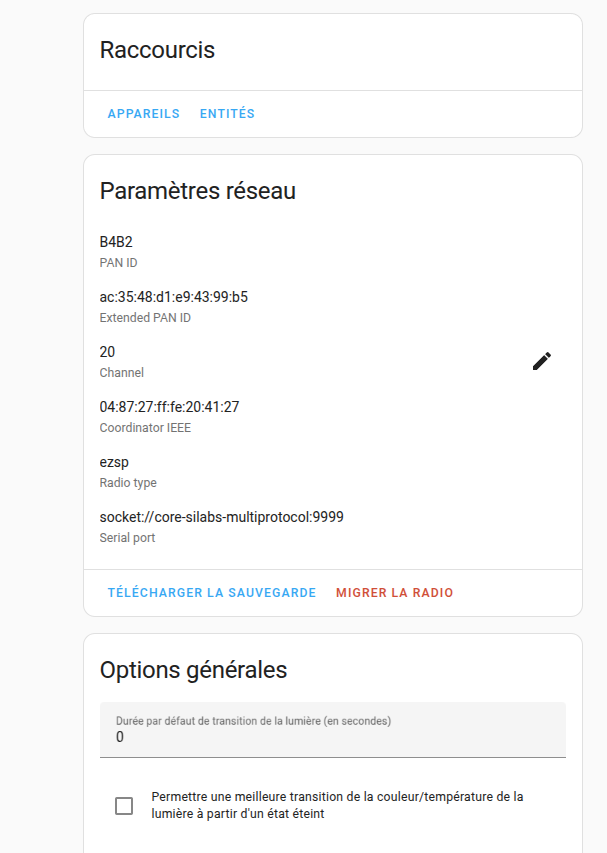 Raccourcis
APPAREILS ENTITÉS
Paramètres réseau
B4B2
PAN ID
ac:35:48:d1:e9:43:99:b5
Extended PAN ID
20
Channel
04:87:27:ff:fe:20:41:27
Coordinator IEEE
ezsp
Radio type
socket://core-silabs-multiprotocol:9999
Serial port
TÉLÉCHARGER LA SAUVEGARDE MIGRER LA RADIO
Options générales
Durée par défaut de transition de la lumière (en secondes)
0
Permettre une meilleure transition de la couleur/température de la
lumière à partir d'un état éteint